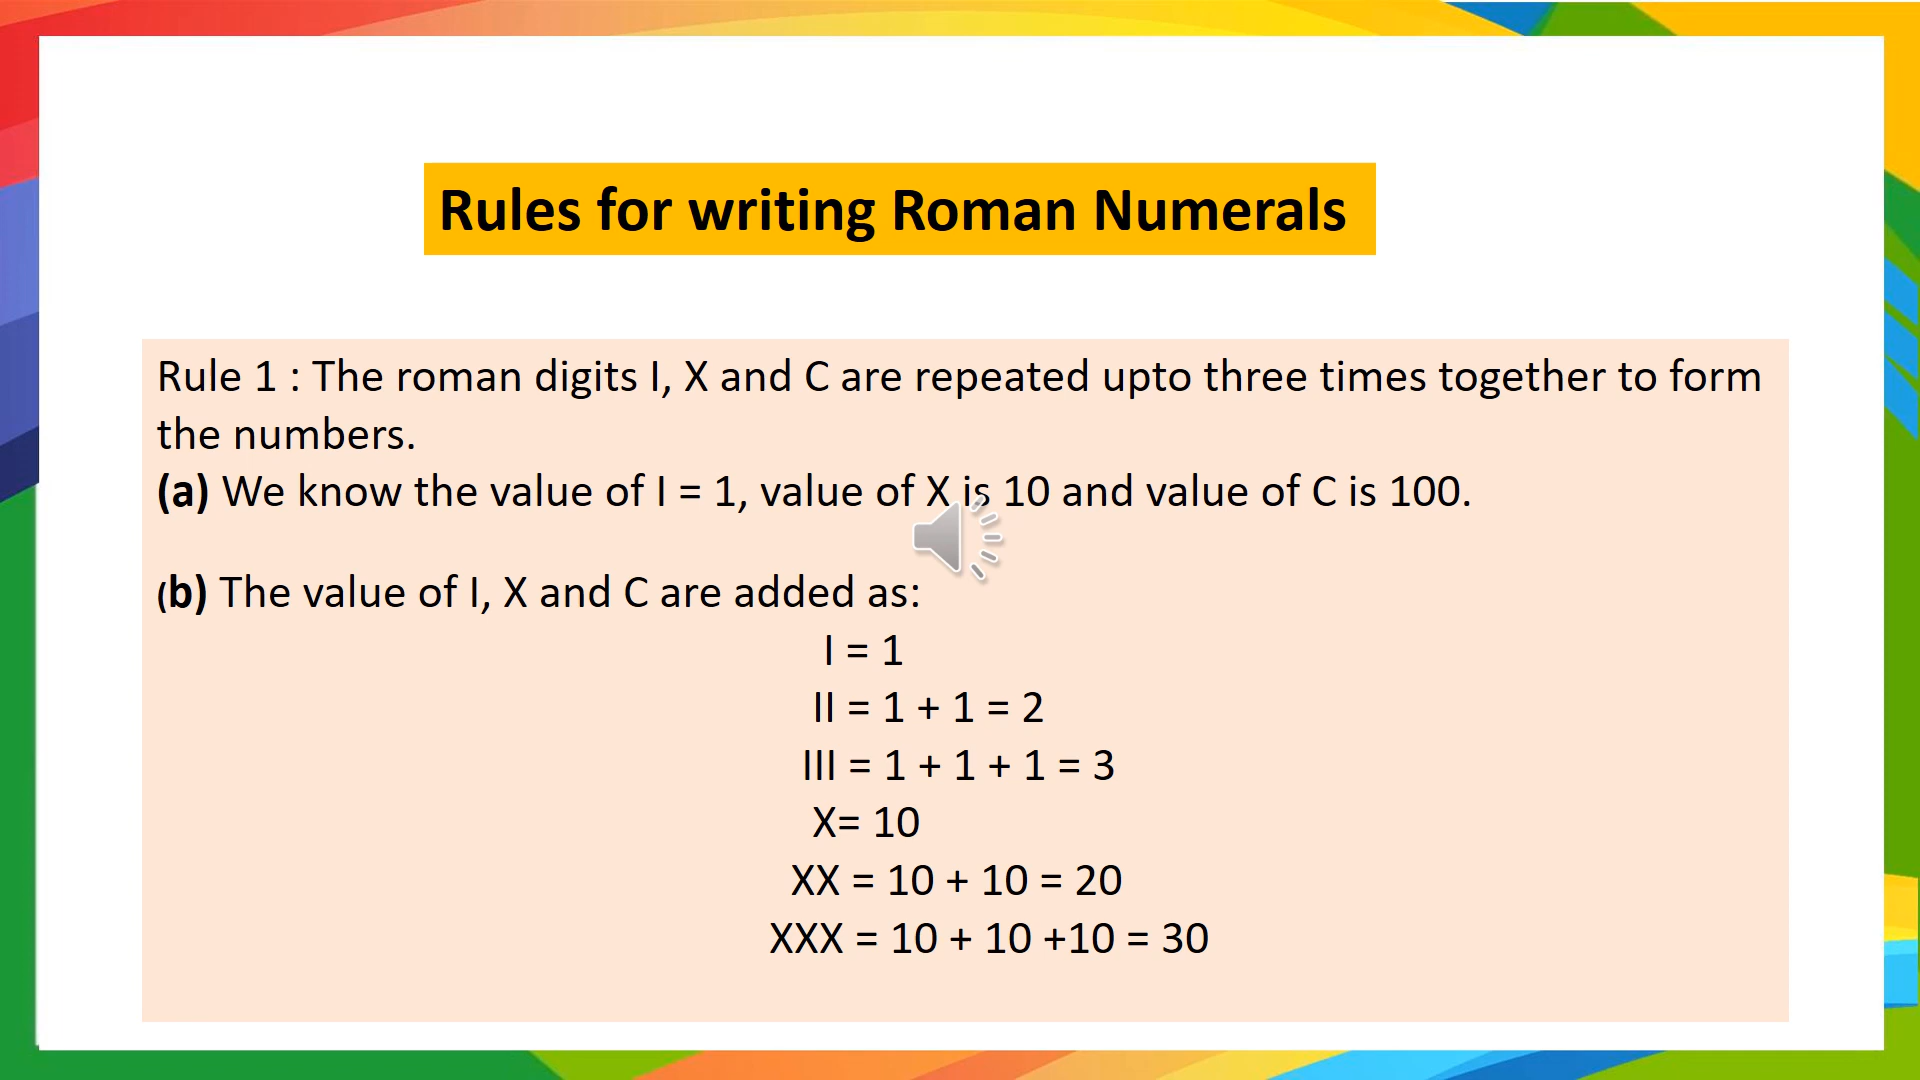 Rules for writing Roman Numerals
Rule 1 : The roman digits I, X and C are repeated upto three times together to form
the numbers.
(a) We know the value of I = 1, value of X is 10 and value of C is 100.
(b) The value of I, X and C are added as:
I = 1
II = 1 + 1 = 2
III = 1 + 1 + 1 = 3
X= 10
XX = 10 + 10 = 20
XXX = 10 + 10 +10 = 30